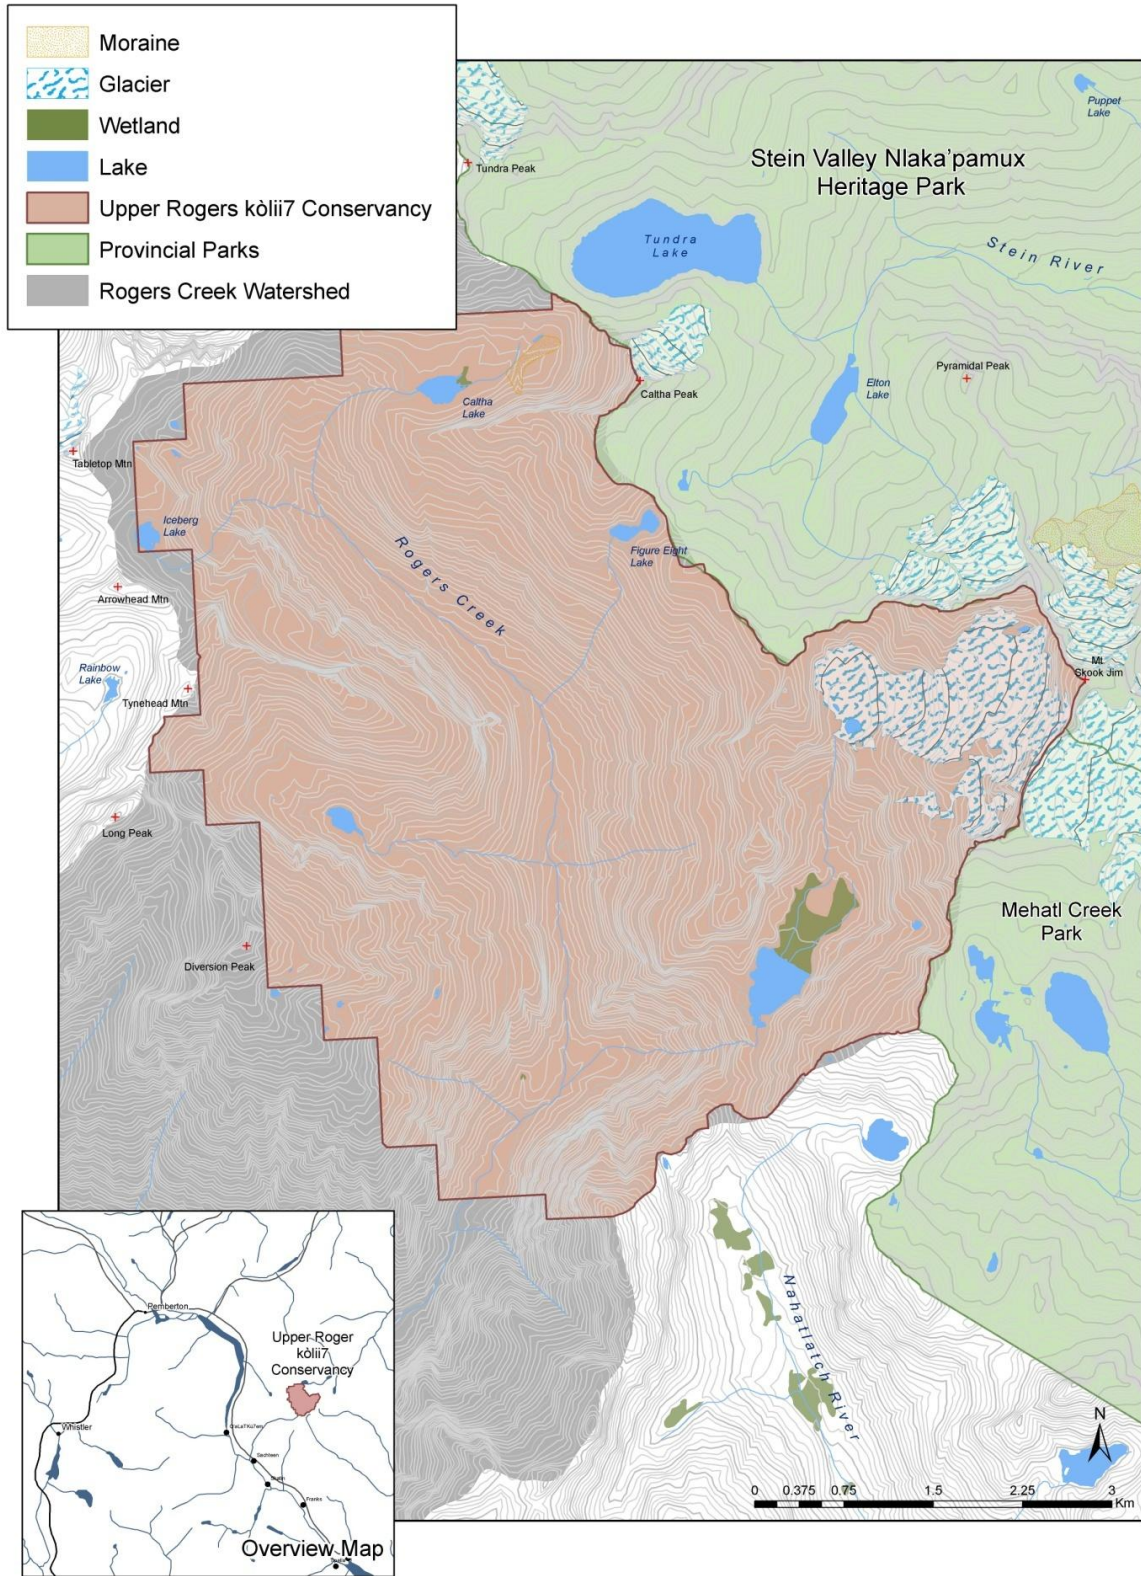 Moraine
Glacier
Wetland
Lake
Upper Rogers kòlii7 Conservancy
Provincial Parks
Rogers Creek Watershed
Puppet
Lake
Stein Valley Nlaka'pamux
Heritage Park
Tundra Peak
Tundra
Lake
Stein River
Caltha
Lake
Caltha Peak
Elton
Lake
Pyramidal Peak
Tabletop Mtn
Iceberg
Lake
Rogers Creek
Figure Eight
Lake
Arrowhead Mtn
Rainbow
Lake
Tynehead Mtn
Mt
Skook Jim
Long Peak
Mehatl Creek
Park
Diversion Peak
Nahatlatch River
N
0 0.375 0.75 1.5 2.25 3
Km
Pemberton
Upper Roger
kòlii7
Conservancy
Whistler
Sachteen
Franks
Overview Map